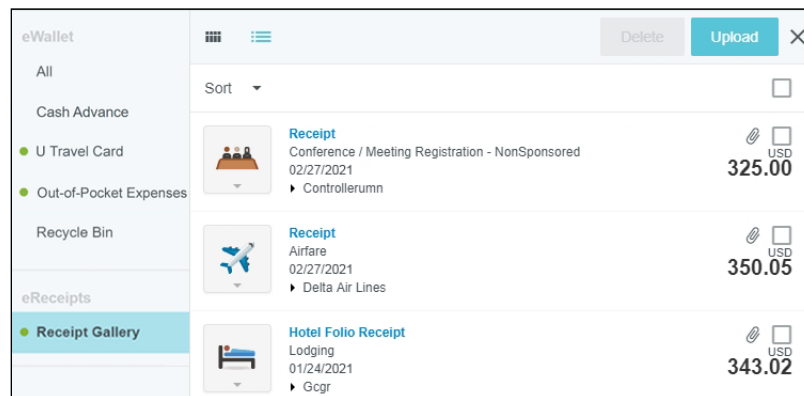 eWallet
All
Cash Advance
U Travel Card
Out-of-Pocket Expenses
Recycle Bin
eReceipts
Receipt Gallery
Delete
Upload
Sort
Receipt
Conference / Meeting Registration - NonSponsored
02/27/2021
Controllerumn
USD
325.00
Receipt
Airfare
02/27/2021
Delta Air Lines
USD
350.05
Hotel Folio Receipt
Lodging
01/24/2021
Gcgr
USD
343.02